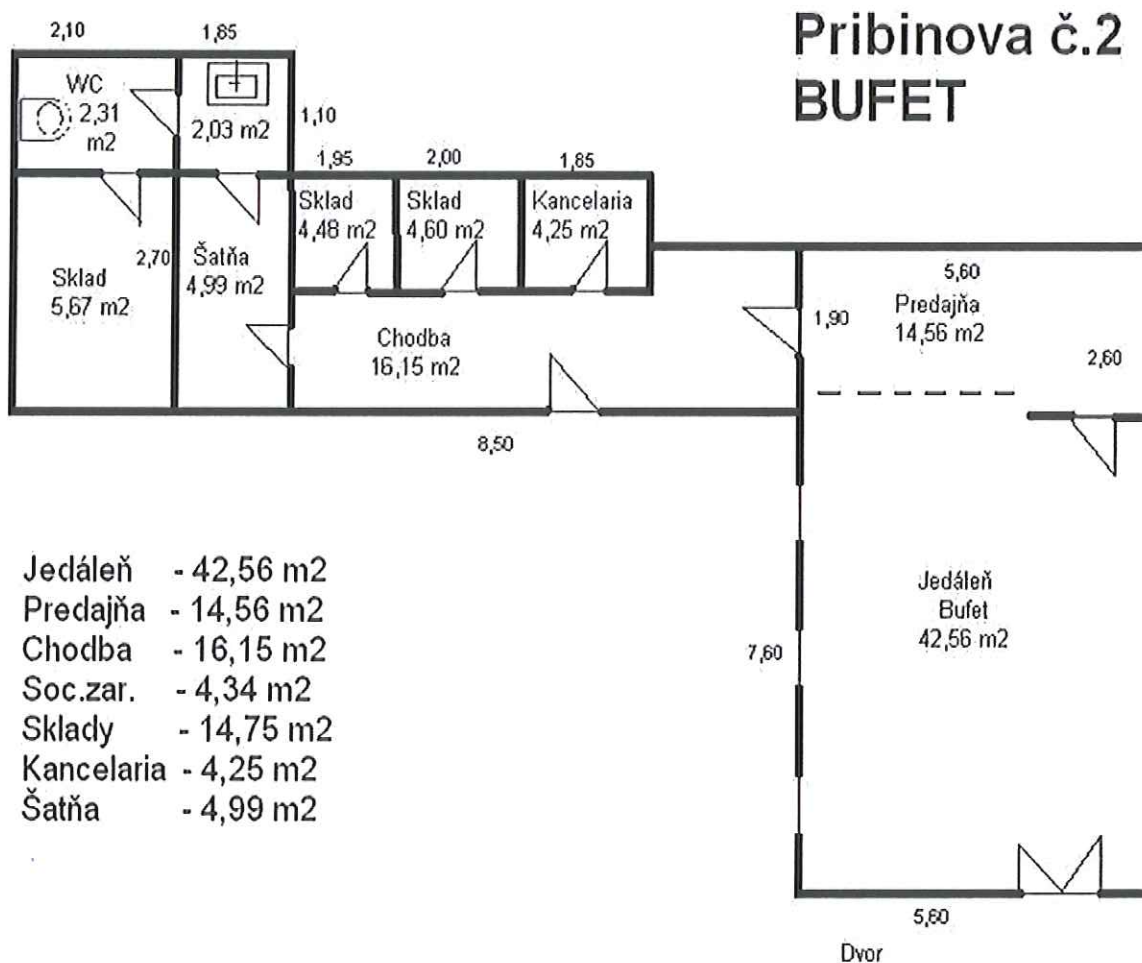 Pribinova č.2
BUFET
2,10
1,85
WC
2,31
m2
2,03 m2
1,10
1,95
2,00
1,85
Sklad
4,48 m2
Sklad
4,60 m2
Kancelaria
4,25 m2
Sklad
5,67 m2
2,70
Šatňa
4,99 m2
Chodba
16,15 m2
5,60
Predajňa
14,56 m2
1,90
2,60
8,50
Jedáleň - 42,56 m2
Predajňa - 14,56 m2
Chodba - 16,15 m2
Soc.zar. - 4,34 m2
Sklady - 14,75 m2
Kancelaria - 4,25 m2
Šatňa - 4,99 m2
Jedáleň
Bufet
42,56 m2
7,60
5,60
Dvor